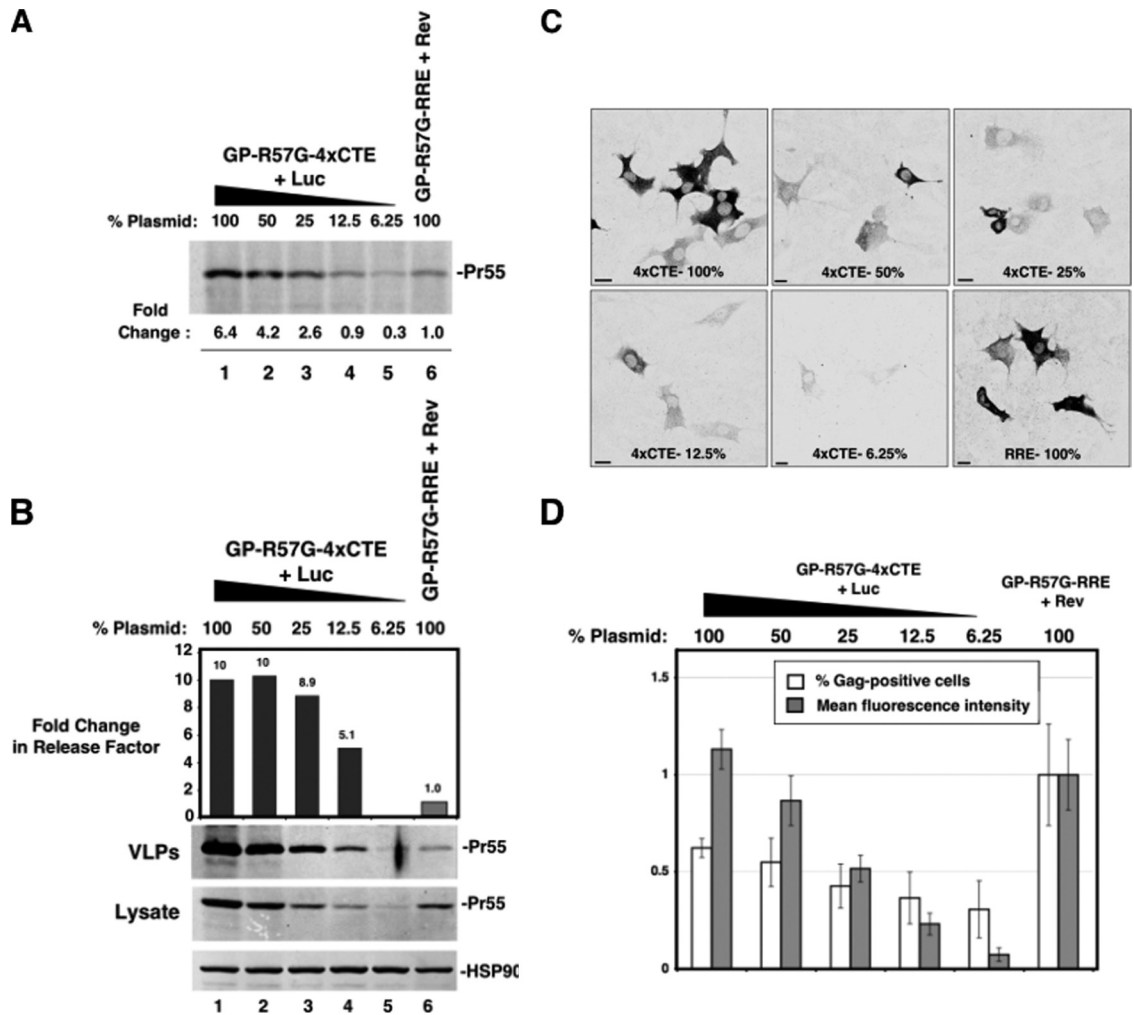 A
GP-R57G-4xCTE
+ Luc
GP-R57G-RRE + Rev
% Plasmid: 100 50 25 12.5 6.25 100
-Pr55
Fold
Change : 6.4 4.2 2.6 0.9 0.3 1.0
1 2 3 4 5 6
B
GP-R57G-4xCTE
+ Luc
GP-R57G-RRE + Rev
% Plasmid: 100 50 25 12.5 6.25 100
12
10
8
6
4
2
0
Fold Change
in Release Factor
10 10 8.9 5.1 1.0
VLPs -Pr55
Lysate -Pr55
-HSP90
1 2 3 4 5 6
C
4xCTE- 100% 4xCTE- 50% 4xCTE- 25%
4xCTE- 12.5% 4xCTE- 6.25% RRE- 100%
D
GP-R57G-4xCTE
+ Luc
GP-R57G-RRE
+ Rev
% Plasmid: 100 50 25 12.5 6.25 100
1.5
1
0.5
0
% Gag-positive cells
Mean fluorescence intensity